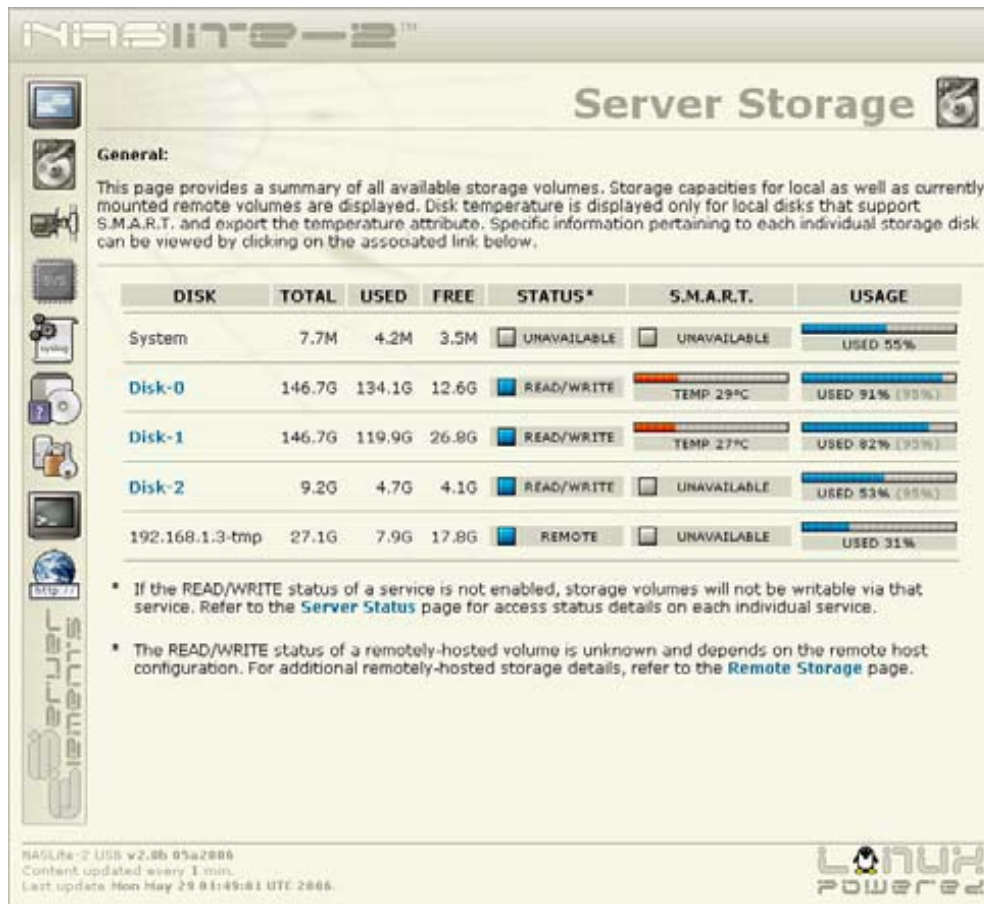 NASLite-2™
Server Storage
General:
This page provides a summary of all available storage volumes. Storage capacities for local as well as currently
mounted remote volumes are displayed. Disk temperature is displayed only for local disks that support
S.M.A.R.T. and export the temperature attribute. Specific information pertaining to each individual storage disk
can be viewed by clicking on the associated link below.
DISK TOTAL USED FREE STATUS* S.M.A.R.T. USAGE
System 7.7M 4.2M 3.5M UNAVAILABLE UNAVAILABLE USED 55%
Disk-0 146.7G 134.1G 12.6G READ/WRITE TEMP 29°C USED 91% (95%)
Disk-1 146.7G 119.9G 26.8G READ/WRITE TEMP 27°C USED 82% (95%)
Disk-2 9.2G 4.7G 4.1G READ/WRITE UNAVAILABLE USED 53% (95%)
192.168.1.3-tmp 27.1G 7.9G 17.8G REMOTE UNAVAILABLE USED 31%
* If the READ/WRITE status of a service is not enabled, storage volumes will not be writable via that
service. Refer to the Server Status page for access status details on each individual service.
* The READ/WRITE status of a remotely-hosted volume is unknown and depends on the remote host
configuration. For additional remotely-hosted storage details, refer to the Remote Storage page.
SYS
syslog
?
>_
http://
Server
Elements
NASLite-2 USB
Content updated every 1 min.
Last update Mon May 29 01:49:01 UTC 2006.
LINUX
POWERED